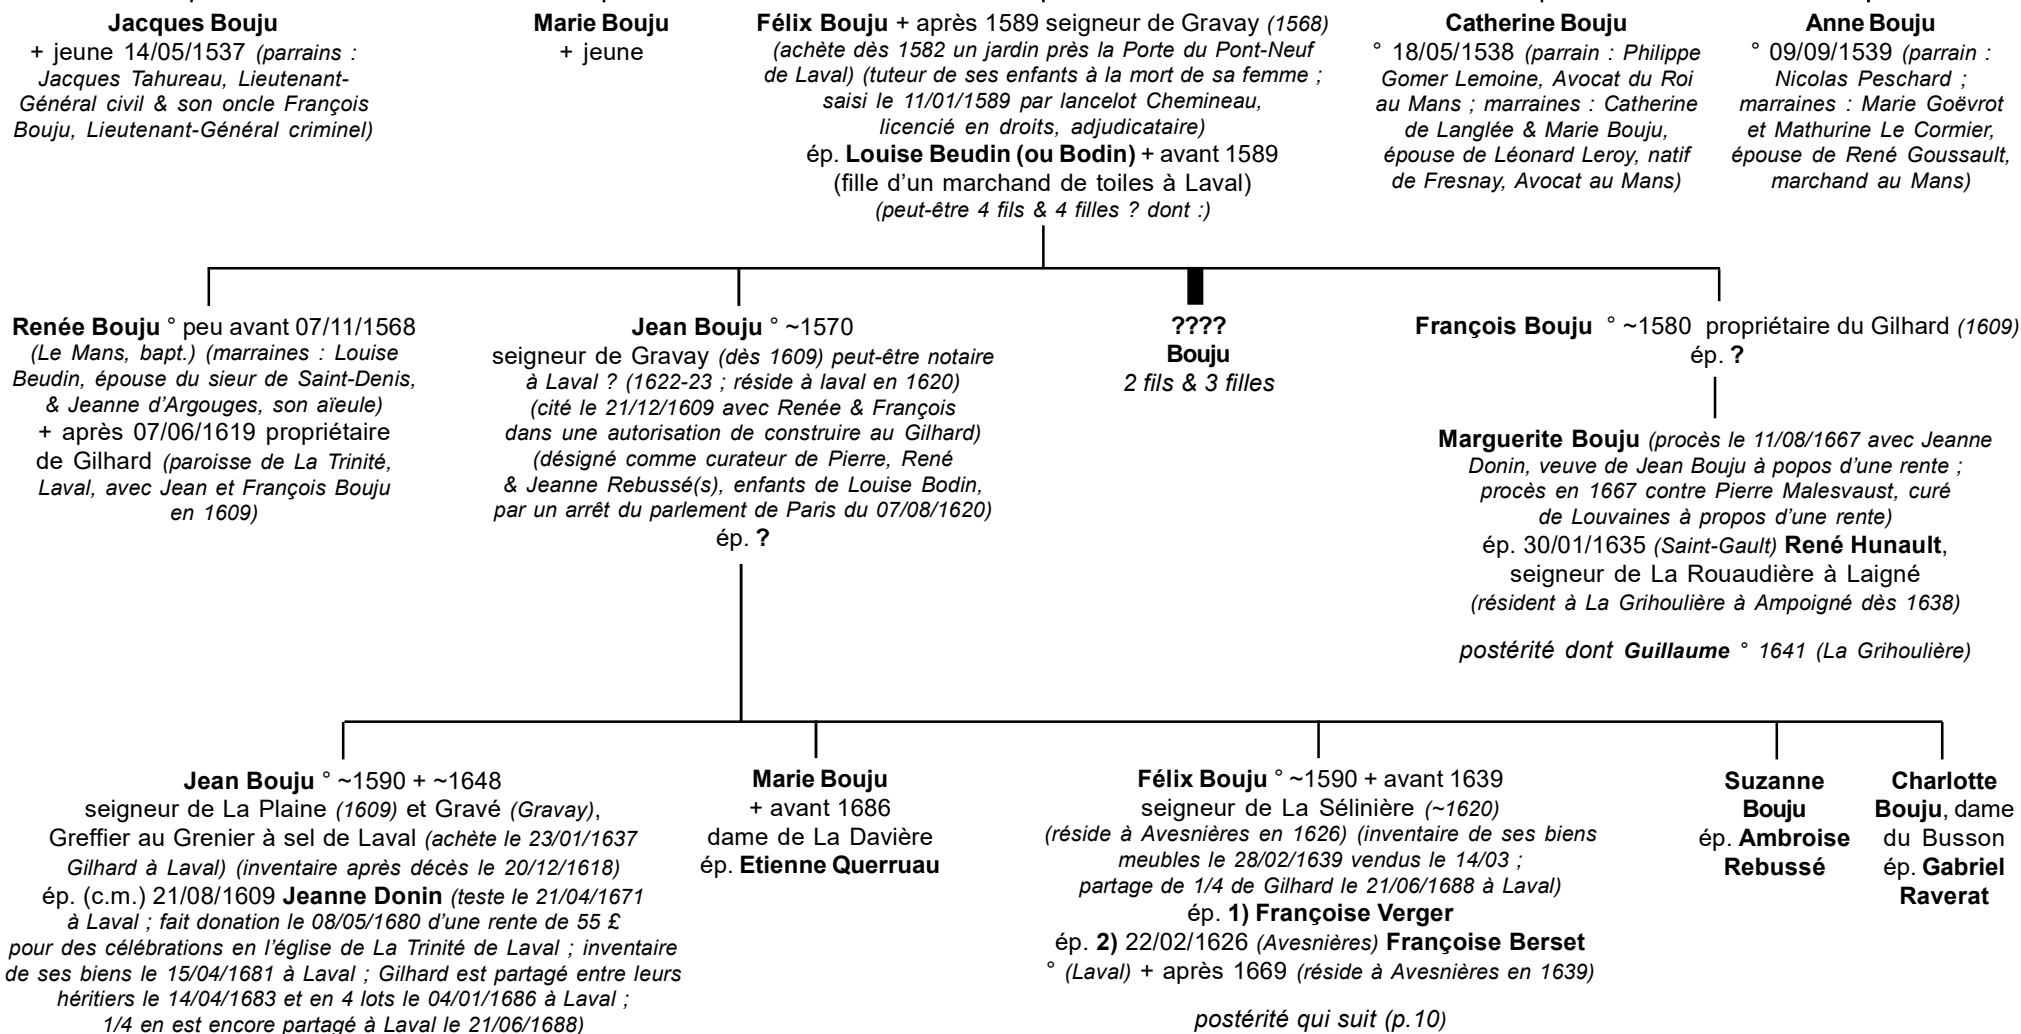 Jacques Bouju
+ jeune 14/05/1537 (parrains :
Jacques Tahureau, Lieutenant-
Général civil & son oncle François
Bouju, Lieutenant-Général criminel)
Marie Bouju
+ jeune
Félix Bouju + après 1589 seigneur de Gravay (1568)
(achète dès 1582 un jardin près la Porte du Pont-Neuf
de Laval) (tuteur de ses enfants à la mort de sa femme ;
saisi le 11/01/1589 par lancelot Chemineau,
licencié en droits, adjudicataire)
ép. Louise Beudin (ou Bodin) + avant 1589
(fille d’un marchand de toiles à Laval)
(peut-être 4 fils & 4 filles ? dont :)
Catherine Bouju
° 18/05/1538 (parrain : Philippe
Gomer Lemoine, Avocat du Roi
au Mans ; marraines : Catherine
de Langlée & Marie Bouju,
épouse de Léonard Leroy, natif
de Fresnay, Avocat au Mans)
Anne Bouju
° 09/09/1539 (parrain :
Nicolas Peschard ;
marraines : Marie Goëvrot
et Mathurine Le Cormier,
épouse de René Goussault,
marchand au Mans)
Renée Bouju ° peu avant 07/11/1568
(Le Mans, bapt.) (marraines : Louise
Beudin, épouse du sieur de Saint-Denis,
& Jeanne d’Argouges, son aïeule)
+ après 07/06/1619 propriétaire
de Gilhard (paroisse de La Trinité,
Laval, avec Jean et François Bouju
en 1609)
Jean Bouju ° ~1570
seigneur de Gravay (dès 1609) peut-être notaire
à Laval ? (1622-23 ; réside à laval en 1620)
(cité le 21/12/1609 avec Renée & François
dans une autorisation de construire au Gilhard)
(désigné comme curateur de Pierre, René
& Jeanne Rebussé(s), enfants de Louise Bodin,
par un arrêt du parlement de Paris du 07/08/1620)
ép. ?
????
Bouju
2 fils & 3 filles
François Bouju ° ~1580 propriétaire du Gilhard (1609)
ép. ?
Marguerite Bouju (procès le 11/08/1667 avec Jeanne
Donin, veuve de Jean Bouju à popos d’une rente ;
procès en 1667 contre Pierre Malesvaust, curé
de Louvaines à propos d’une rente)
ép. 30/01/1635 (Saint-Gault) René Hunault,
seigneur de La Rouaudière à Laigné
(résident à La Grihoulière à Ampoigné dès 1638)
postérité dont Guillaume ° 1641 (La Grihoulière)
Jean Bouju ° ~1590 + ~1648
seigneur de La Plaine (1609) et Gravé (Gravay),
Greffier au Grenier à sel de Laval (achète le 23/01/1637
Gilhard à Laval) (inventaire après décès le 20/12/1618)
ép. (c.m.) 21/08/1609 Jeanne Donin (teste le 21/04/1671
à Laval ; fait donation le 08/05/1680 d’une rente de 55 £
pour des célébrations en l’église de La Trinité de Laval ; inventaire
de ses biens le 15/04/1681 à Laval ; Gilhard est partagé entre leurs
héritiers le 14/04/1683 et en 4 lots le 04/01/1686 à Laval ;
1/4 en est encore partagé à Laval le 21/06/1688)
Marie Bouju
+ avant 1686
dame de La Davière
ép. Etienne Querruau
Félix Bouju ° ~1590 + avant 1639
seigneur de La Sélinière (~1620)
(réside à Avesnières en 1626) (inventaire de ses biens
meubles le 28/02/1639 vendus le 14/03 ;
partage de 1/4 de Gilhard le 21/06/1688 à Laval)
ép. 1) Françoise Verger
ép. 2) 22/02/1626 (Avesnières) Françoise Berset
° (Laval) + après 1669 (réside à Avesnières en 1639)
postérité qui suit (p.10)
Suzanne
Bouju
ép. Ambroise
Rebussé
Charlotte
Bouju, dame
du Busson
ép. Gabriel
Raverat